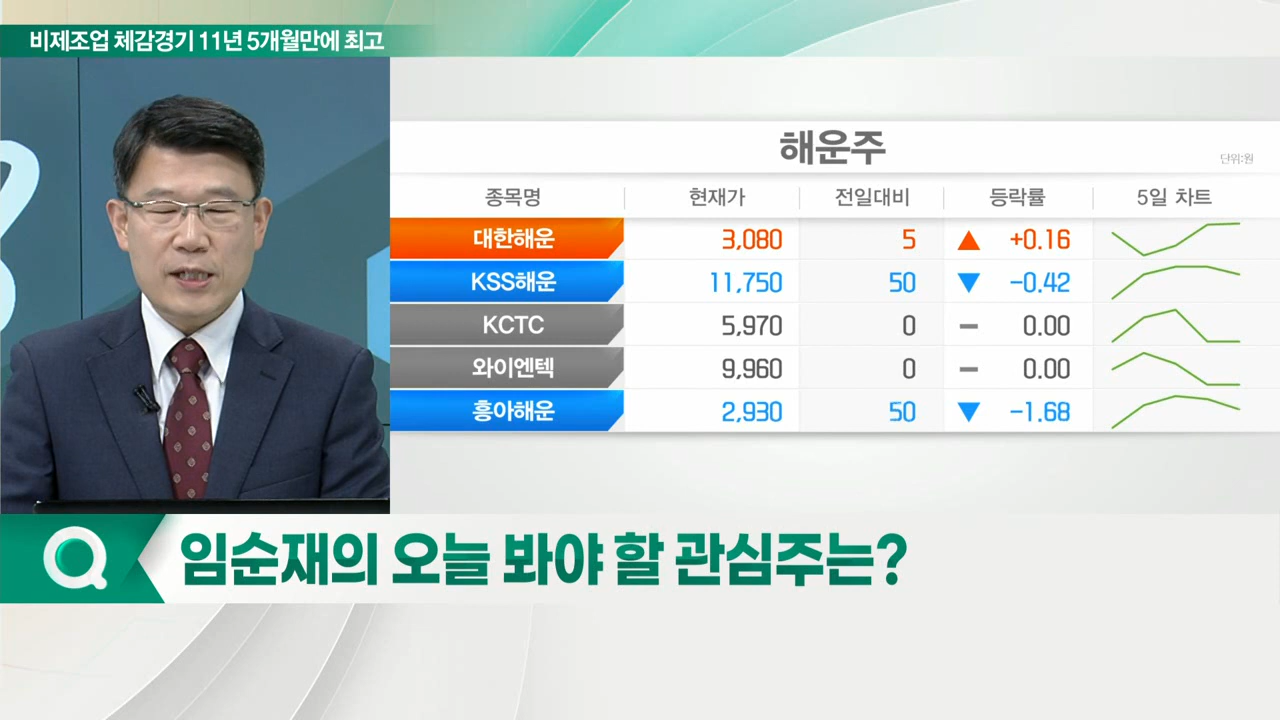 비제조업 체감경기 11년 5개월만에 최고
해운주
단위:원
종목명 현재가 전일대비 등락률 5일 차트
대한해운 3,080 5 ▲ +0.16
KSS해운 11,750 50 ▼ -0.42
KCTC 5,970 0 - 0.00
와이엔텍 9,960 0 - 0.00
흥아해운 2,930 50 ▼ -1.68
임순재의 오늘 봐야 할 관심주는?